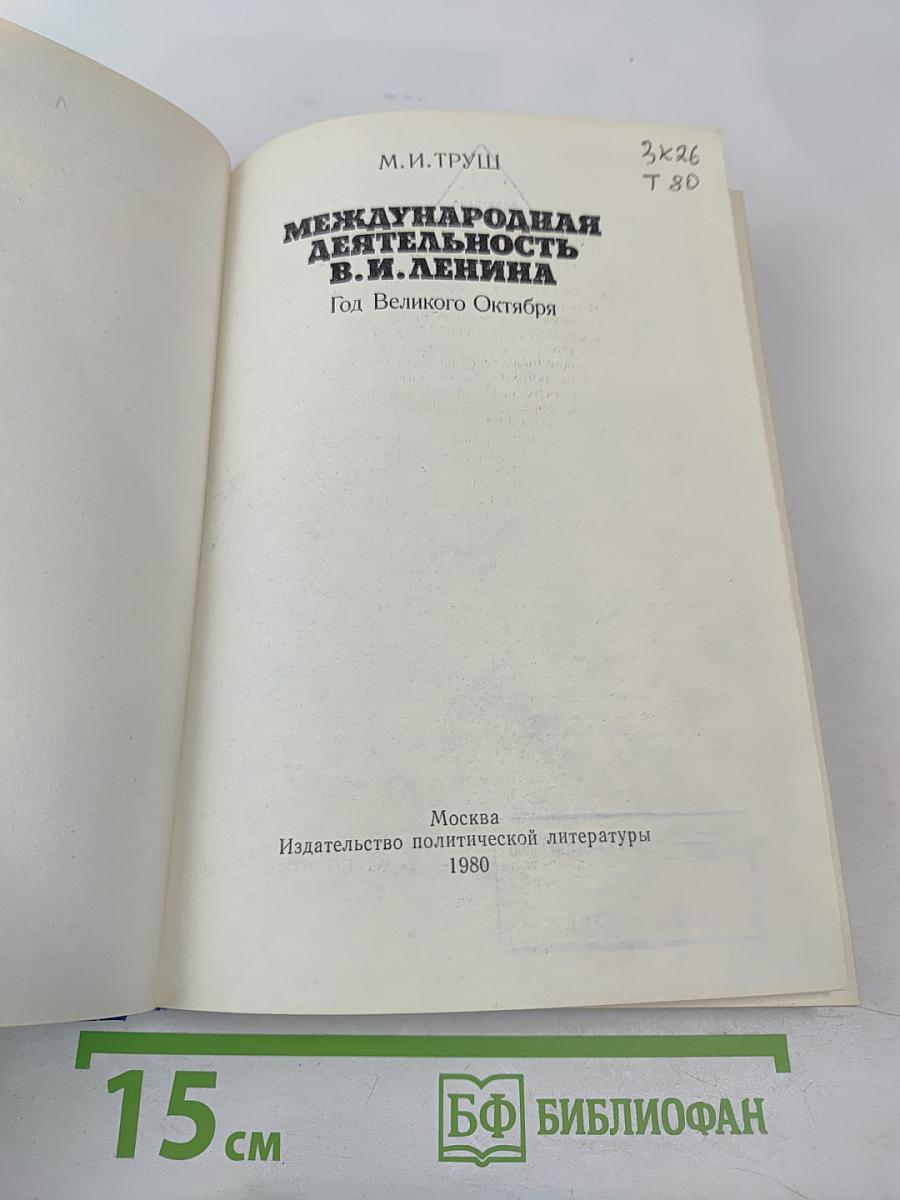 М. И. ТРУШ
3К26
Т 80
МЕЖДУНАРОДНАЯ
ДЕЯТЕЛЬНОСТЬ
В. И. ЛЕНИНА
Год Великого Октября
Москва
Издательство политической литературы
1980
15 см
БФ БИБЛИОФАН